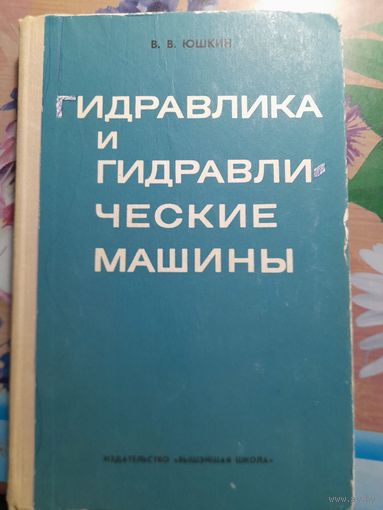 В. В. ЮШКИН
ГИДРАВЛИКА
И
ГИДРАВЛИ-
ЧЕСКИЕ
МАШИНЫ
ИЗДАТЕЛЬСТВО «ВЫШЭЙШАЯ ШКОЛА»